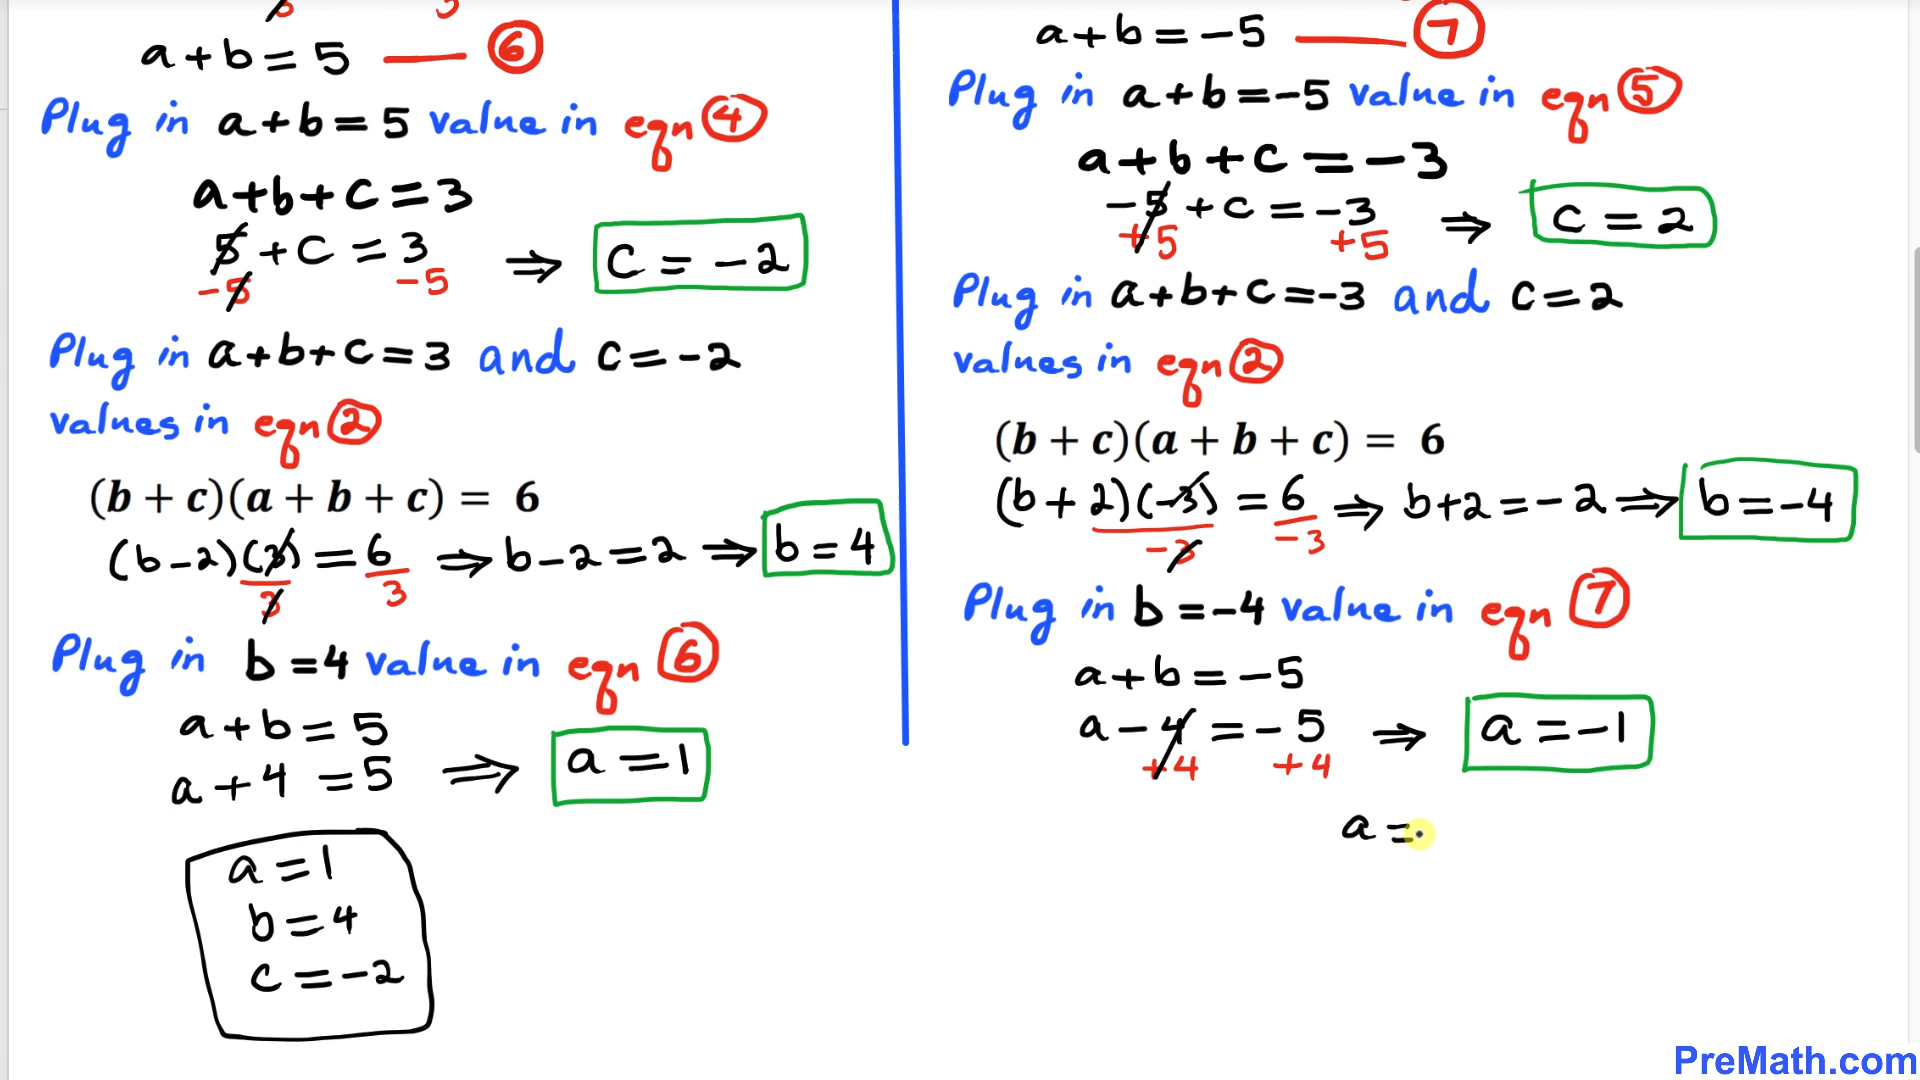 3 3
a + b = 5 —— 6
Plug in a + b = 5 value in eqn 4
a + b + c = 3
5 + c = 3 ⇒ c = -2
-5 -5
Plug in a + b + c = 3 and c = -2
values in eqn 2
(b + c)(a + b + c) = 6
(b - 2)(3) = 6 ⇒ b - 2 = 2 ⇒ b = 4
3 3
Plug in b = 4 value in eqn 6
a + b = 5
a + 4 = 5 ⇒ a = 1
a = 1
b = 4
c = -2
a + b = -5 —— 7
Plug in a + b = -5 value in eqn 5
a + b + c = -3
-5 + c = -3 ⇒ c = 2
+5 +5
Plug in a + b + c = -3 and c = 2
values in eqn 2
(b + c)(a + b + c) = 6
(b + 2)(-3) = 6 ⇒ b + 2 = -2 ⇒ b = -4
-3 -3
Plug in b = -4 value in eqn 7
a + b = -5
a - 4 = -5 ⇒ a = -1
+4 +4
a =
PreMath.com